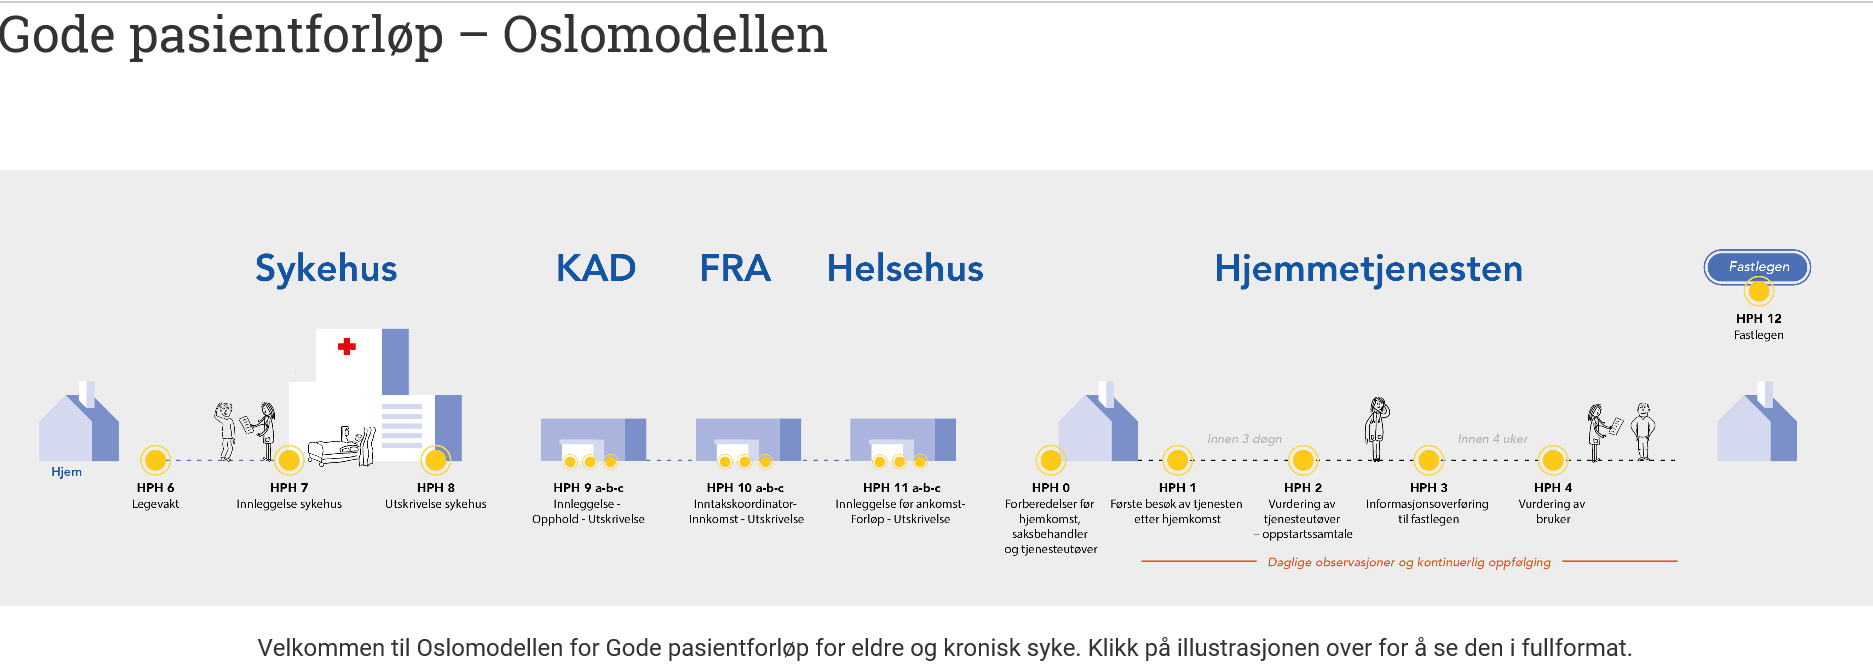 Gode pasientforløp – Oslomodellen
Sykehus
KAD
FRA
Helsehus
Hjemmetjenesten
Fastlegen
HPH 12
Fastlegen
Hjem
HPH 6
Legevakt
HPH 7
Innleggelse sykehus
HPH 8
Utskrivelse sykehus
HPH 9 a-b-c
Innleggelse -
Opphold - Utskrivelse
HPH 10 a-b-c
Inntakskoordinator-
Innkomst - Utskrivelse
HPH 11 a-b-c
Innleggelse før ankomst-
Forløp - Utskrivelse
HPH 0
Forberedelser før
hjemkomst,
saksbehandler
og tjenesteutøver
HPH 1
Første besøk av tjenesten
etter hjemkomst
Innen 3 døgn
HPH 2
Vurdering av
tjenesteutøver
– oppstartssamtale
HPH 3
Informasjonsoverføring
til fastlegen
Innen 4 uker
HPH 4
Vurdering av
bruker
Daglige observasjoner og kontinuerlig oppfølging
Velkommen til Oslomodellen for Gode pasientforløp for eldre og kronisk syke. Klikk på illustrasjonen over for å se den i fullformat.